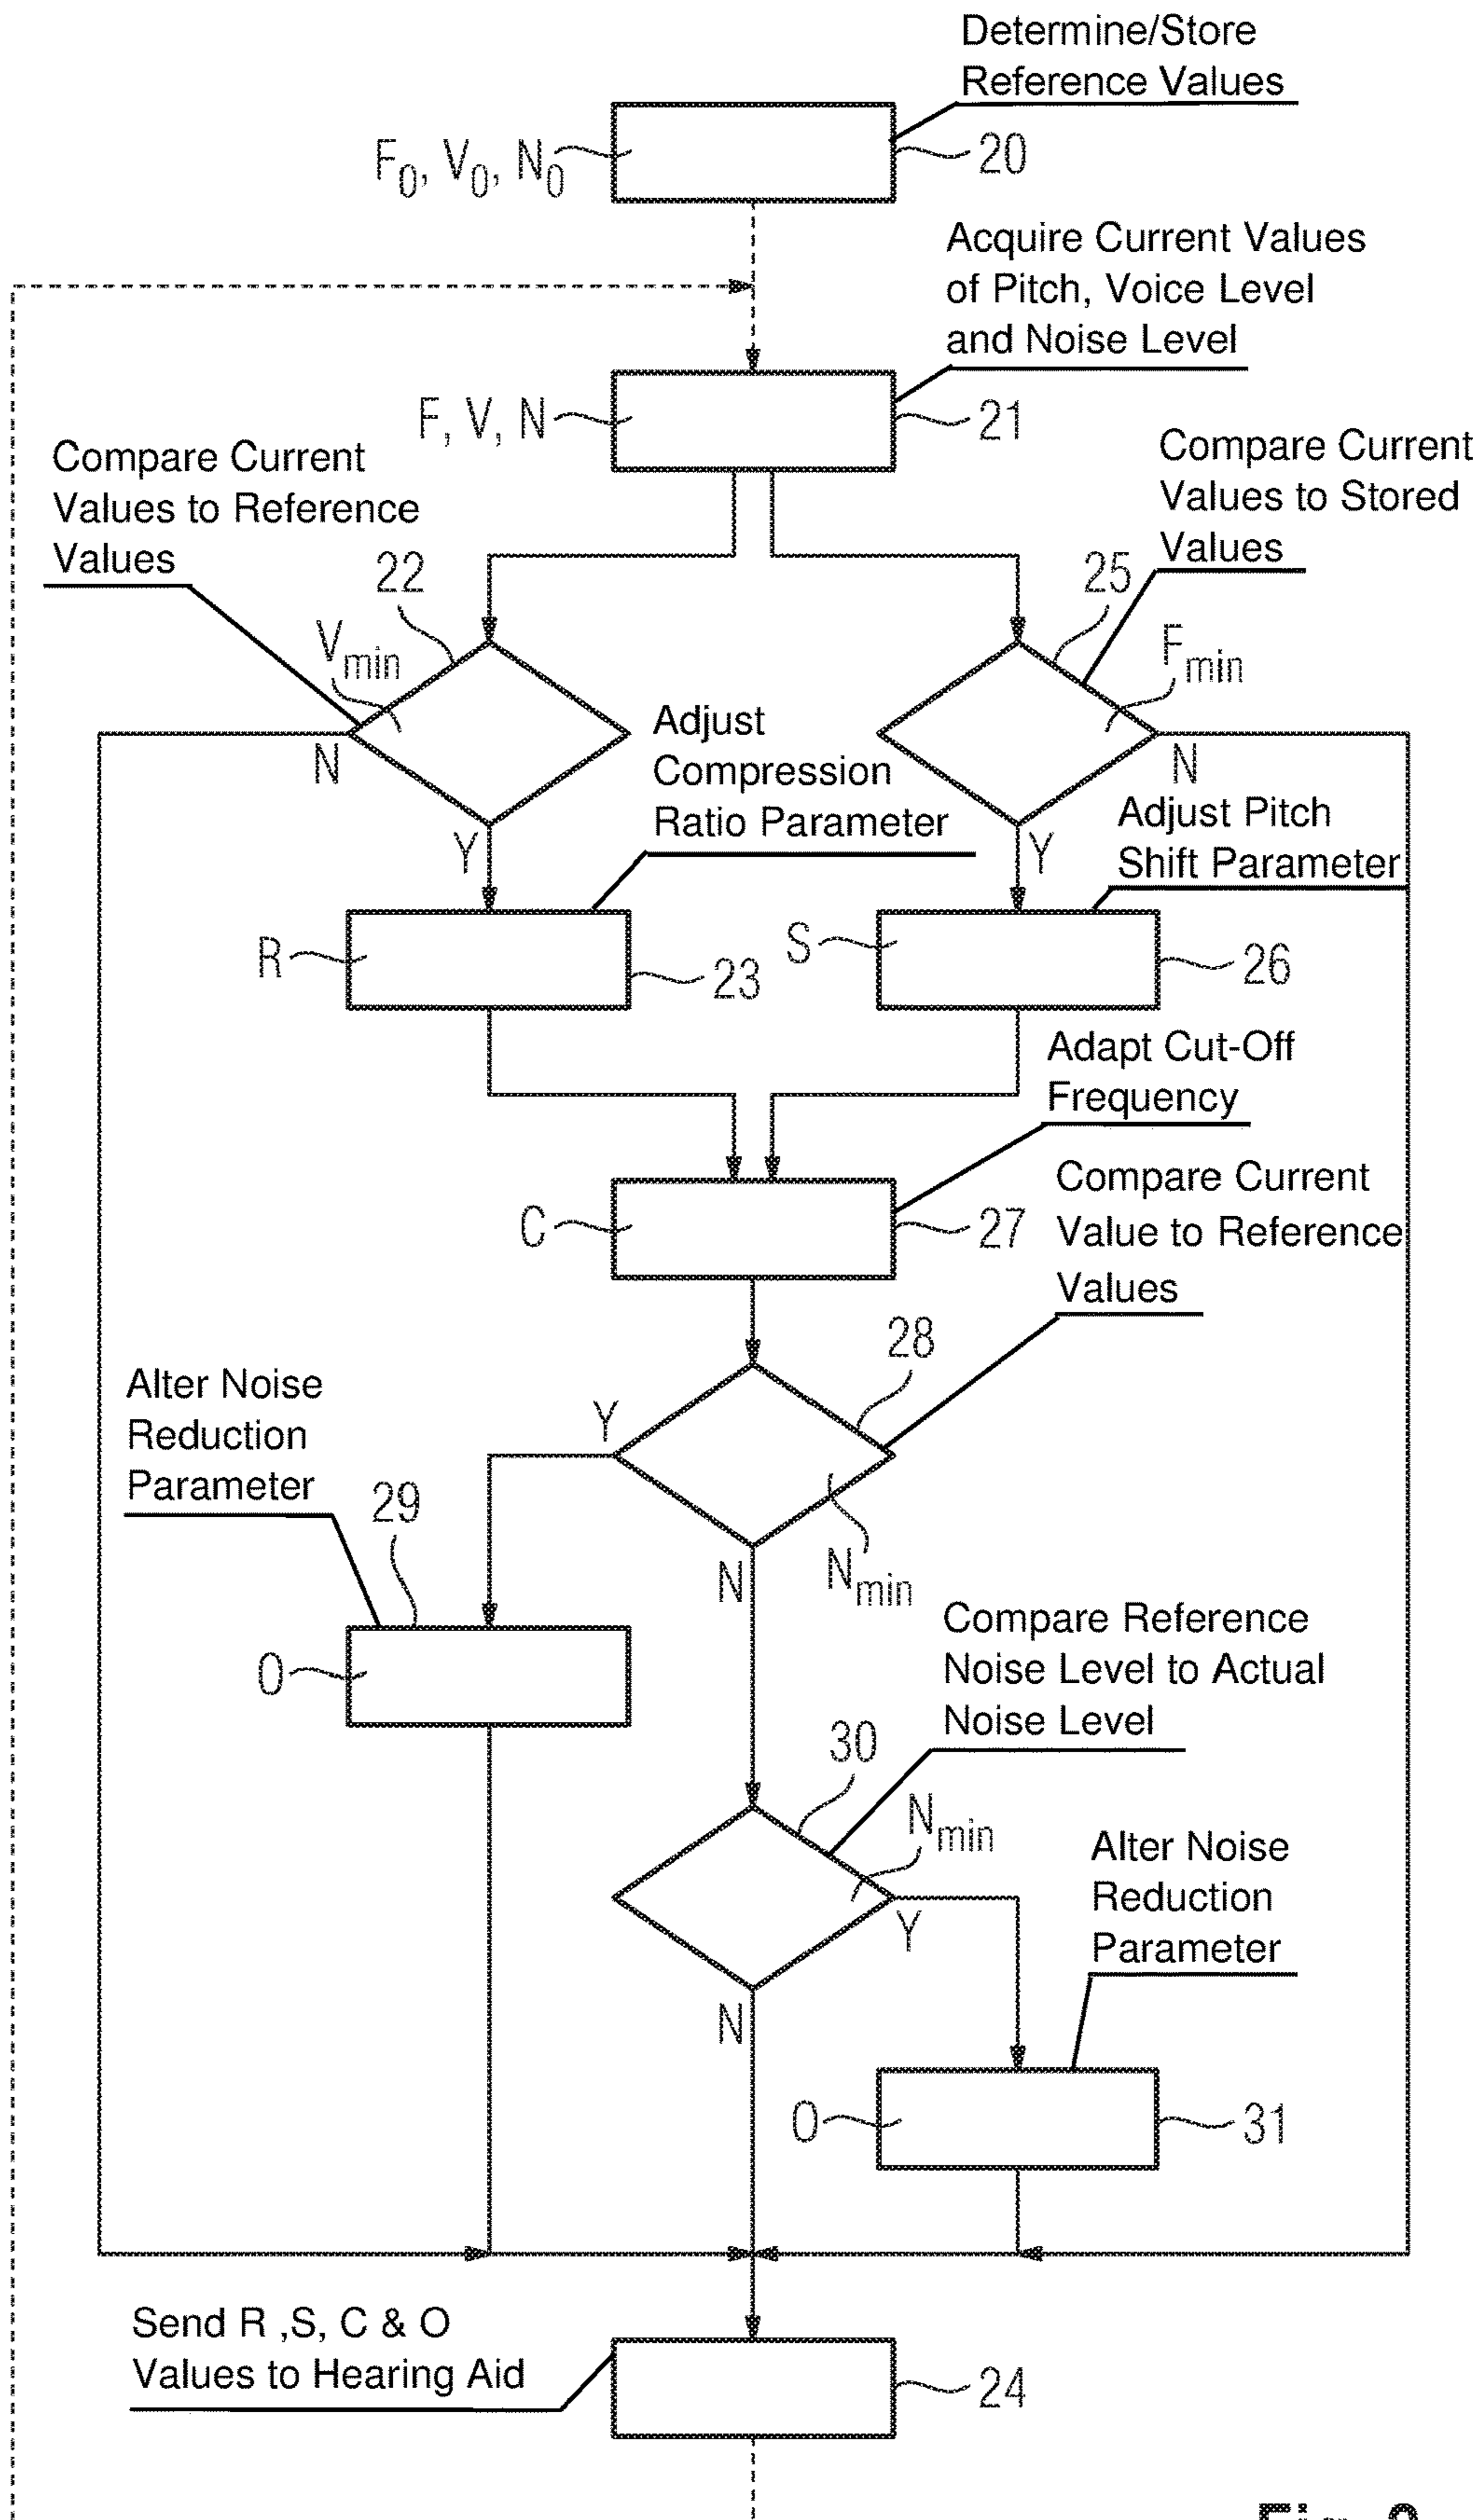 Determine/Store
Reference Values
F0, V0, N0
20
Acquire Current Values
of Pitch, Voice Level
and Noise Level
F, V, N
21
Compare Current
Values to Reference
Values
22
Vmin
Compare Current
Values to Stored
Values
25
Fmin
N
Y
N
Y
Adjust
Compression
Ratio Parameter
Adjust Pitch
Shift Parameter
R
23
S
26
Adapt Cut-Off
Frequency
C
27
Compare Current
Value to Reference
Values
28
Y
N
Nmin
Alter Noise
Reduction
Parameter
29
O
Compare Reference
Noise Level to Actual
Noise Level
30
Nmin
Y
N
Alter Noise
Reduction
Parameter
O
31
Send R ,S, C & O
Values to Hearing Aid
24